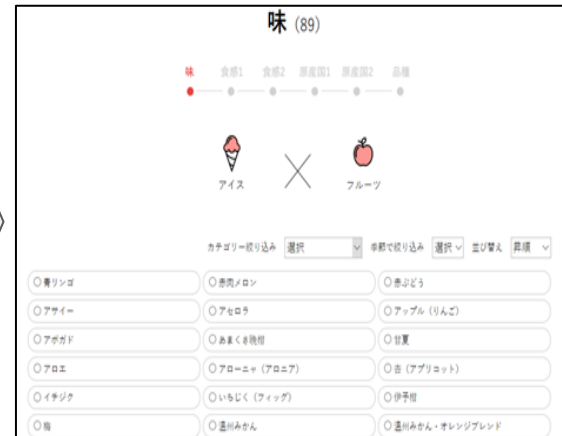 味 (89)
味 食感1 食感2 原産国1 原産国2 品種
アイス フルーツ
カテゴリー絞り込み 選択 季節で絞り込み 選択 並び替え 昇順
青リンゴ 赤肉メロン 赤ぶどう
アサイー アセロラ アップル (りんご)
アボガド あまくさ晩柑 甘夏
アロエ アローニャ (アロニア) 杏 (アプリコット)
イチジク いちじく (フィッグ) 伊予柑
梅 温州みかん 温州みかん・オレンジブレンド